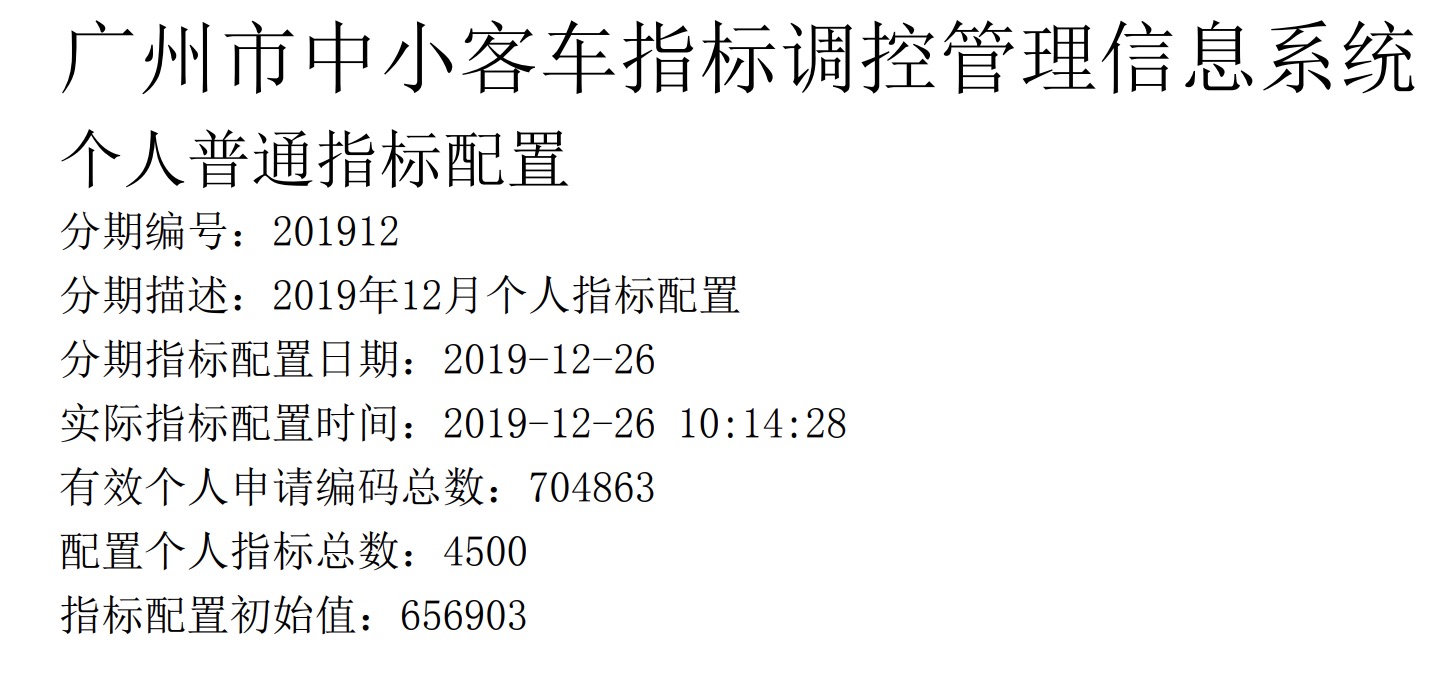 广州市中小客车指标调控管理信息系统
个人普通指标配置
分期编号：201912
分期描述：2019年12月个人指标配置
分期指标配置日期：2019-12-26
实际指标配置时间：2019-12-26 10:14:28
有效个人申请编码总数：704863
配置个人指标总数：4500
指标配置初始值：656903